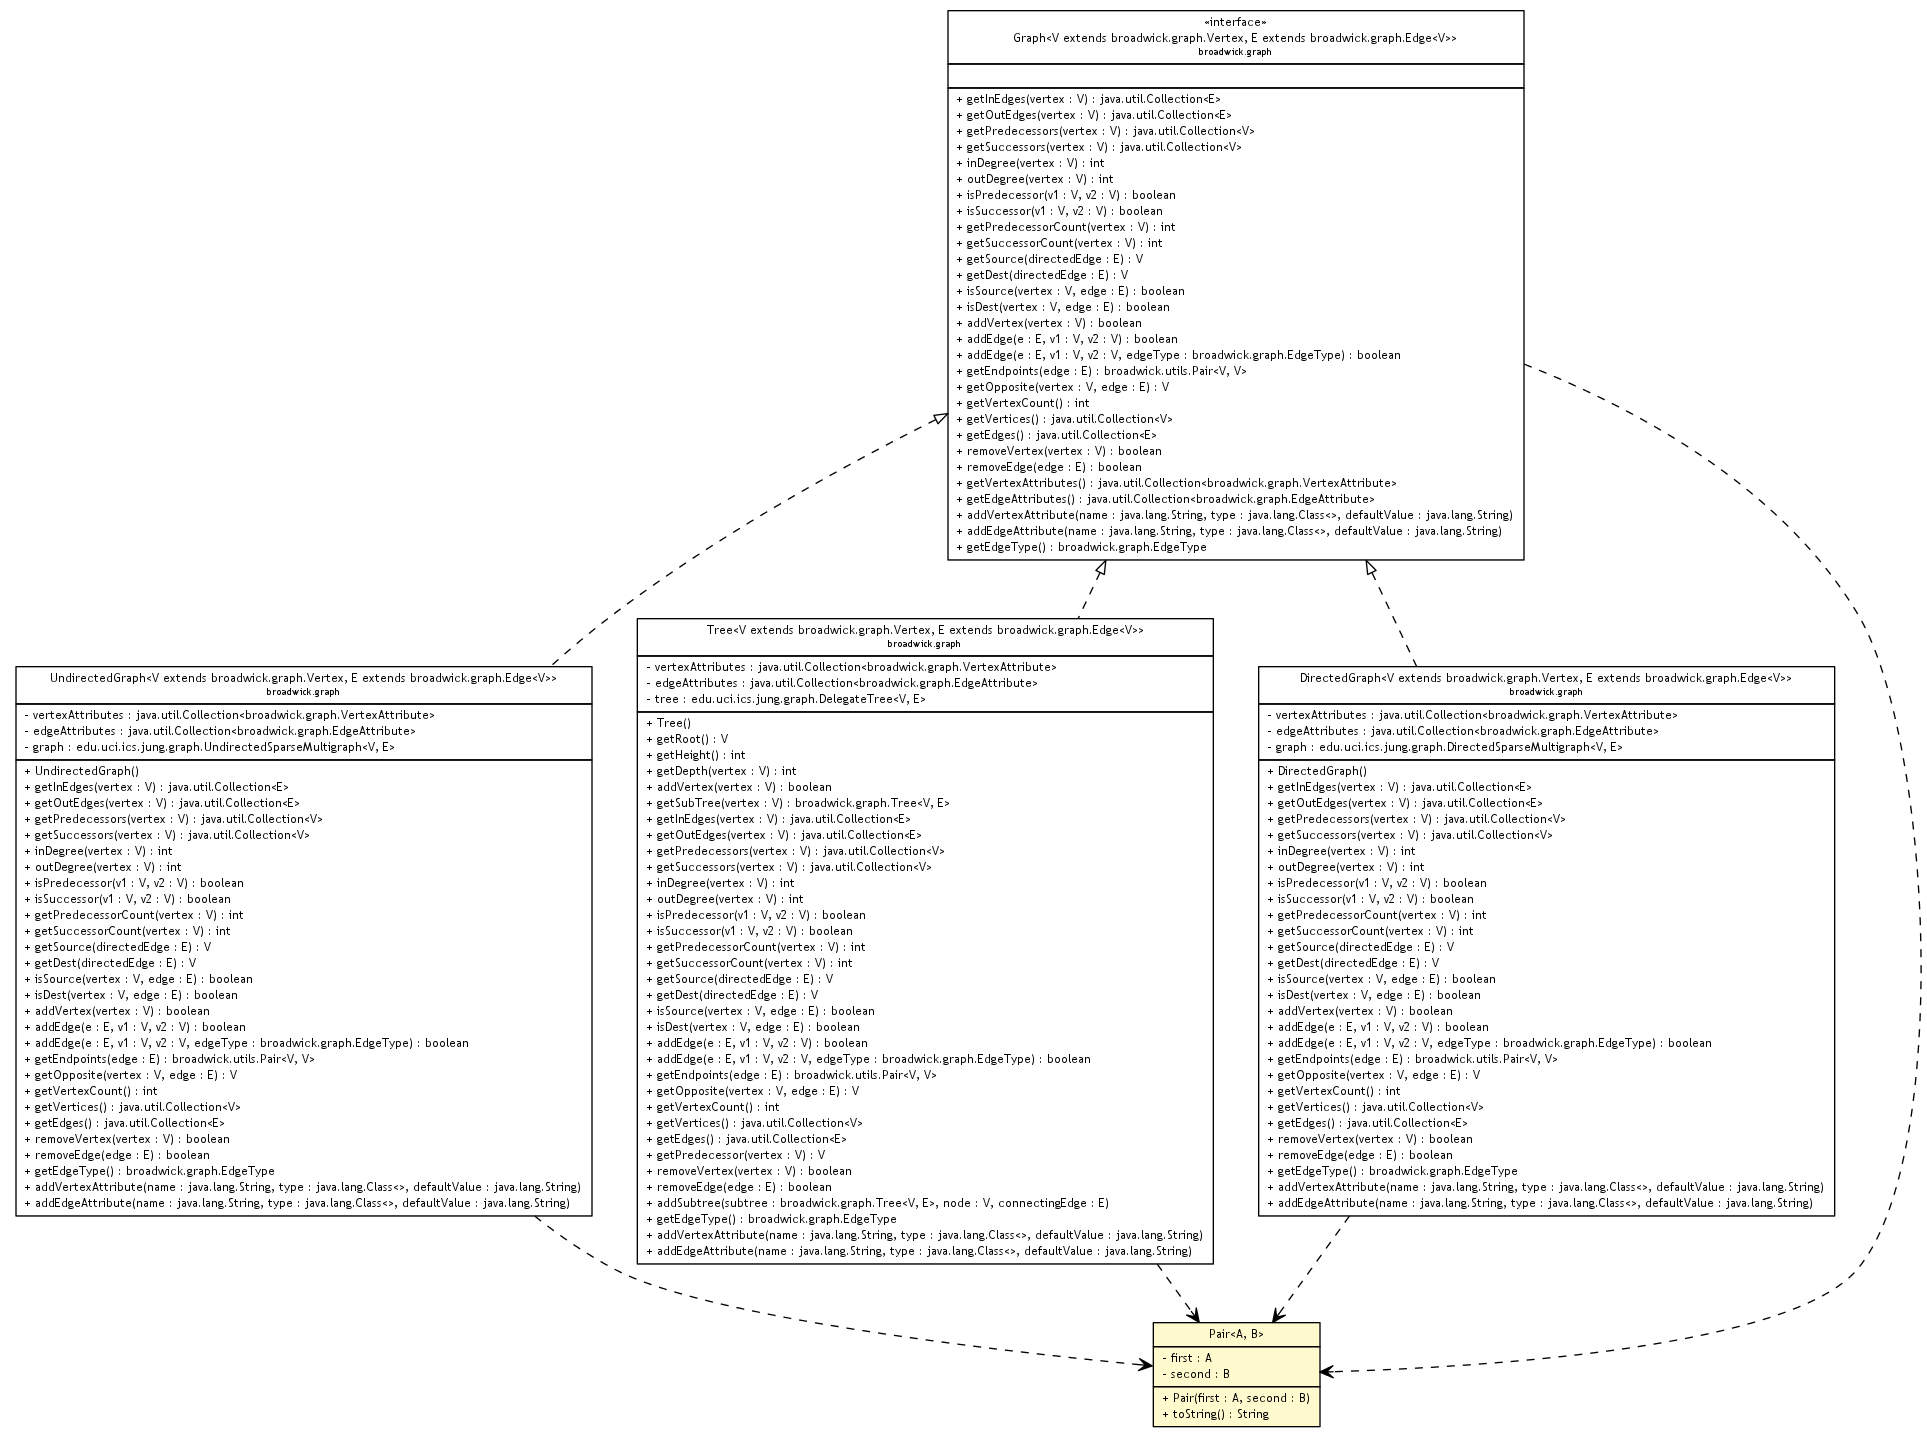 «interface»
Graph<V extends broadwick.graph.Vertex, E extends broadwick.graph.Edge<V>>
broadwick.graph
+ getInEdges(vertex : V) : java.util.Collection<E>
+ getOutEdges(vertex : V) : java.util.Collection<E>
+ getPredecessors(vertex : V) : java.util.Collection<V>
+ getSuccessors(vertex : V) : java.util.Collection<V>
+ inDegree(vertex : V) : int
+ outDegree(vertex : V) : int
+ isPredecessor(v1 : V, v2 : V) : boolean
+ isSuccessor(v1 : V, v2 : V) : boolean
+ getPredecessorCount(vertex : V) : int
+ getSuccessorCount(vertex : V) : int
+ getSource(directedEdge : E) : V
+ getDest(directedEdge : E) : V
+ isSource(vertex : V, edge : E) : boolean
+ isDest(vertex : V, edge : E) : boolean
+ addVertex(vertex : V) : boolean
+ addEdge(e : E, v1 : V, v2 : V) : boolean
+ addEdge(e : E, v1 : V, v2 : V, edgeType : broadwick.graph.EdgeType) : boolean
+ getEndpoints(edge : E) : broadwick.utils.Pair<V, V>
+ getOpposite(vertex : V, edge : E) : V
+ getVertexCount() : int
+ getVertices() : java.util.Collection<V>
+ getEdges() : java.util.Collection<E>
+ removeVertex(vertex : V) : boolean
+ removeEdge(edge : E) : boolean
+ getVertexAttributes() : java.util.Collection<broadwick.graph.VertexAttribute>
+ getEdgeAttributes() : java.util.Collection<broadwick.graph.EdgeAttribute>
+ addVertexAttribute(name : java.lang.String, type : java.lang.Class<>, defaultValue : java.lang.String)
+ addEdgeAttribute(name : java.lang.String, type : java.lang.Class<>, defaultValue : java.lang.String)
+ getEdgeType() : broadwick.graph.EdgeType
UndirectedGraph<V extends broadwick.graph.Vertex, E extends broadwick.graph.Edge<V>>
broadwick.graph
- vertexAttributes : java.util.Collection<broadwick.graph.VertexAttribute>
- edgeAttributes : java.util.Collection<broadwick.graph.EdgeAttribute>
- graph : edu.uci.ics.jung.graph.UndirectedSparseMultigraph<V, E>
+ UndirectedGraph()
+ getInEdges(vertex : V) : java.util.Collection<E>
+ getOutEdges(vertex : V) : java.util.Collection<E>
+ getPredecessors(vertex : V) : java.util.Collection<V>
+ getSuccessors(vertex : V) : java.util.Collection<V>
+ inDegree(vertex : V) : int
+ outDegree(vertex : V) : int
+ isPredecessor(v1 : V, v2 : V) : boolean
+ isSuccessor(v1 : V, v2 : V) : boolean
+ getPredecessorCount(vertex : V) : int
+ getSuccessorCount(vertex : V) : int
+ getSource(directedEdge : E) : V
+ getDest(directedEdge : E) : V
+ isSource(vertex : V, edge : E) : boolean
+ isDest(vertex : V, edge : E) : boolean
+ addVertex(vertex : V) : boolean
+ addEdge(e : E, v1 : V, v2 : V) : boolean
+ addEdge(e : E, v1 : V, v2 : V, edgeType : broadwick.graph.EdgeType) : boolean
+ getEndpoints(edge : E) : broadwick.utils.Pair<V, V>
+ getOpposite(vertex : V, edge : E) : V
+ getVertexCount() : int
+ getVertices() : java.util.Collection<V>
+ getEdges() : java.util.Collection<E>
+ removeVertex(vertex : V) : boolean
+ removeEdge(edge : E) : boolean
+ getEdgeType() : broadwick.graph.EdgeType
+ addVertexAttribute(name : java.lang.String, type : java.lang.Class<>, defaultValue : java.lang.String)
+ addEdgeAttribute(name : java.lang.String, type : java.lang.Class<>, defaultValue : java.lang.String)
Tree<V extends broadwick.graph.Vertex, E extends broadwick.graph.Edge<V>>
broadwick.graph
- vertexAttributes : java.util.Collection<broadwick.graph.VertexAttribute>
- edgeAttributes : java.util.Collection<broadwick.graph.EdgeAttribute>
- tree : edu.uci.ics.jung.graph.DelegateTree<V, E>
+ Tree()
+ getRoot() : V
+ getHeight() : int
+ getDepth(vertex : V) : int
+ addVertex(vertex : V) : boolean
+ getSubTree(vertex : V) : broadwick.graph.Tree<V, E>
+ getInEdges(vertex : V) : java.util.Collection<E>
+ getOutEdges(vertex : V) : java.util.Collection<E>
+ getPredecessors(vertex : V) : java.util.Collection<V>
+ getSuccessors(vertex : V) : java.util.Collection<V>
+ inDegree(vertex : V) : int
+ outDegree(vertex : V) : int
+ isPredecessor(v1 : V, v2 : V) : boolean
+ isSuccessor(v1 : V, v2 : V) : boolean
+ getPredecessorCount(vertex : V) : int
+ getSuccessorCount(vertex : V) : int
+ getSource(directedEdge : E) : V
+ getDest(directedEdge : E) : V
+ isSource(vertex : V, edge : E) : boolean
+ isDest(vertex : V, edge : E) : boolean
+ addEdge(e : E, v1 : V, v2 : V) : boolean
+ addEdge(e : E, v1 : V, v2 : V, edgeType : broadwick.graph.EdgeType) : boolean
+ getEndpoints(edge : E) : broadwick.utils.Pair<V, V>
+ getOpposite(vertex : V, edge : E) : V
+ getVertexCount() : int
+ getVertices() : java.util.Collection<V>
+ getEdges() : java.util.Collection<E>
+ getPredecessor(vertex : V) : V
+ removeVertex(vertex : V) : boolean
+ removeEdge(edge : E) : boolean
+ addSubtree(subtree : broadwick.graph.Tree<V, E>, node : V, connectingEdge : E)
+ getEdgeType() : broadwick.graph.EdgeType
+ addVertexAttribute(name : java.lang.String, type : java.lang.Class<>, defaultValue : java.lang.String)
+ addEdgeAttribute(name : java.lang.String, type : java.lang.Class<>, defaultValue : java.lang.String)
DirectedGraph<V extends broadwick.graph.Vertex, E extends broadwick.graph.Edge<V>>
broadwick.graph
- vertexAttributes : java.util.Collection<broadwick.graph.VertexAttribute>
- edgeAttributes : java.util.Collection<broadwick.graph.EdgeAttribute>
- graph : edu.uci.ics.jung.graph.DirectedSparseMultigraph<V, E>
+ DirectedGraph()
+ getInEdges(vertex : V) : java.util.Collection<E>
+ getOutEdges(vertex : V) : java.util.Collection<E>
+ getPredecessors(vertex : V) : java.util.Collection<V>
+ getSuccessors(vertex : V) : java.util.Collection<V>
+ inDegree(vertex : V) : int
+ outDegree(vertex : V) : int
+ isPredecessor(v1 : V, v2 : V) : boolean
+ isSuccessor(v1 : V, v2 : V) : boolean
+ getPredecessorCount(vertex : V) : int
+ getSuccessorCount(vertex : V) : int
+ getSource(directedEdge : E) : V
+ getDest(directedEdge : E) : V
+ isSource(vertex : V, edge : E) : boolean
+ isDest(vertex : V, edge : E) : boolean
+ addVertex(vertex : V) : boolean
+ addEdge(e : E, v1 : V, v2 : V) : boolean
+ addEdge(e : E, v1 : V, v2 : V, edgeType : broadwick.graph.EdgeType) : boolean
+ getEndpoints(edge : E) : broadwick.utils.Pair<V, V>
+ getOpposite(vertex : V, edge : E) : V
+ getVertexCount() : int
+ getVertices() : java.util.Collection<V>
+ getEdges() : java.util.Collection<E>
+ removeVertex(vertex : V) : boolean
+ removeEdge(edge : E) : boolean
+ getEdgeType() : broadwick.graph.EdgeType
+ addVertexAttribute(name : java.lang.String, type : java.lang.Class<>, defaultValue : java.lang.String)
+ addEdgeAttribute(name : java.lang.String, type : java.lang.Class<>, defaultValue : java.lang.String)
Pair<A, B>
- first : A
- second : B
+ Pair(first : A, second : B)
+ toString() : String